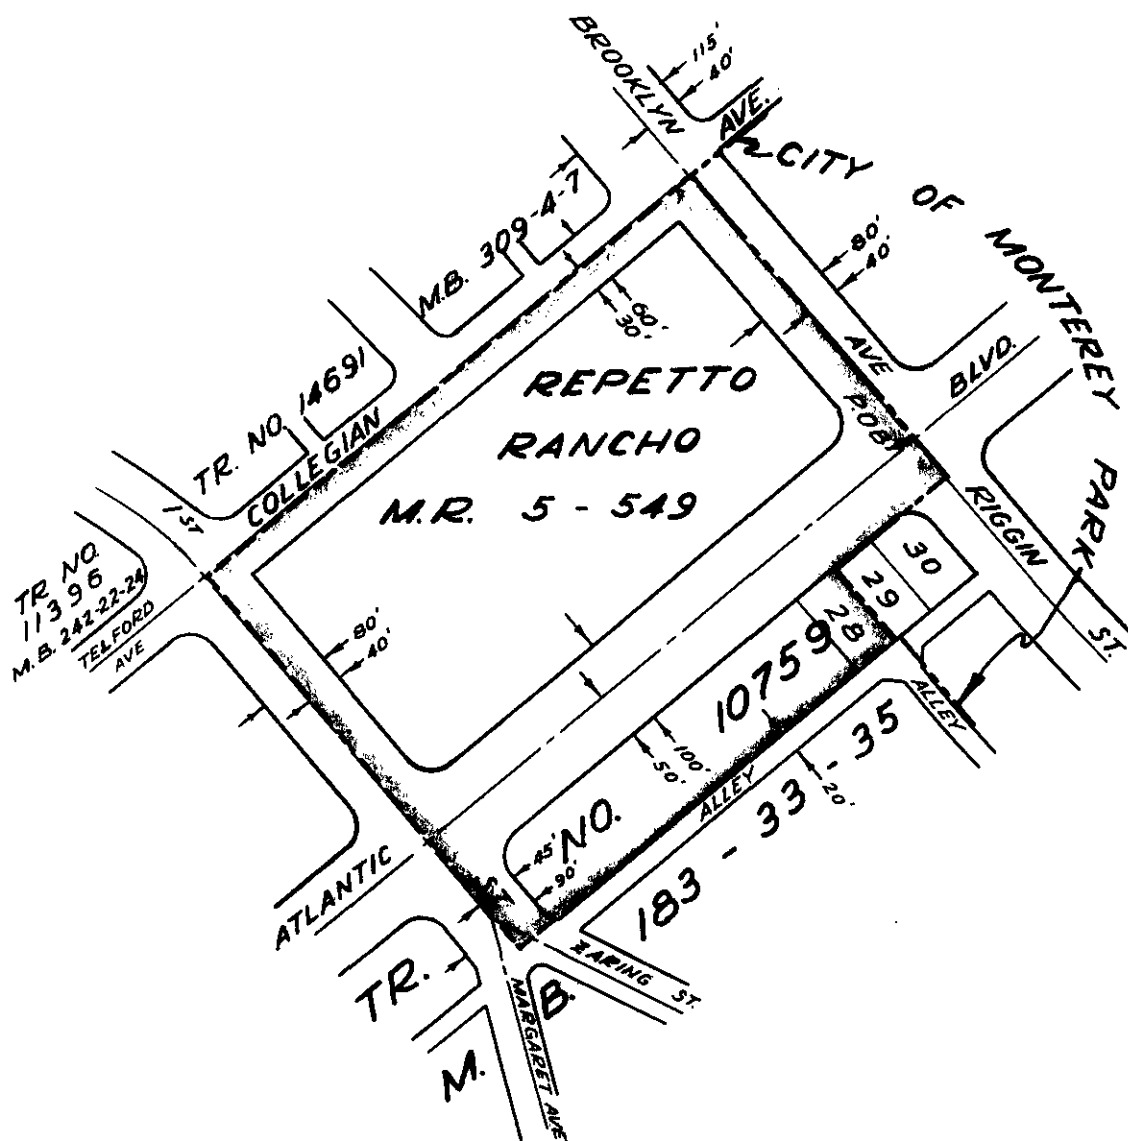 BROOKLYN
AVE.
115'
40'
CITY OF MONTEREY PARK
M.B. 309-4-7
80'
40'
60'
30'
AVE
BLVD.
REPETTO
RANCHO
M.R. 5 - 549
P.O.B.
TR. NO. 14691
COLLEGIAN
1ST
RIGGIN
ST.
TR. NO.
11396
M.B. 242-22-24
TELFORD
AVE
80'
40'
30
29
28
TR. NO. 10759
100'
50'
ALLEY
ALLEY
20'
45'
90'
M. B. 183 - 33 - 35
ATLANTIC
ZARING ST.
MARGARET AVE